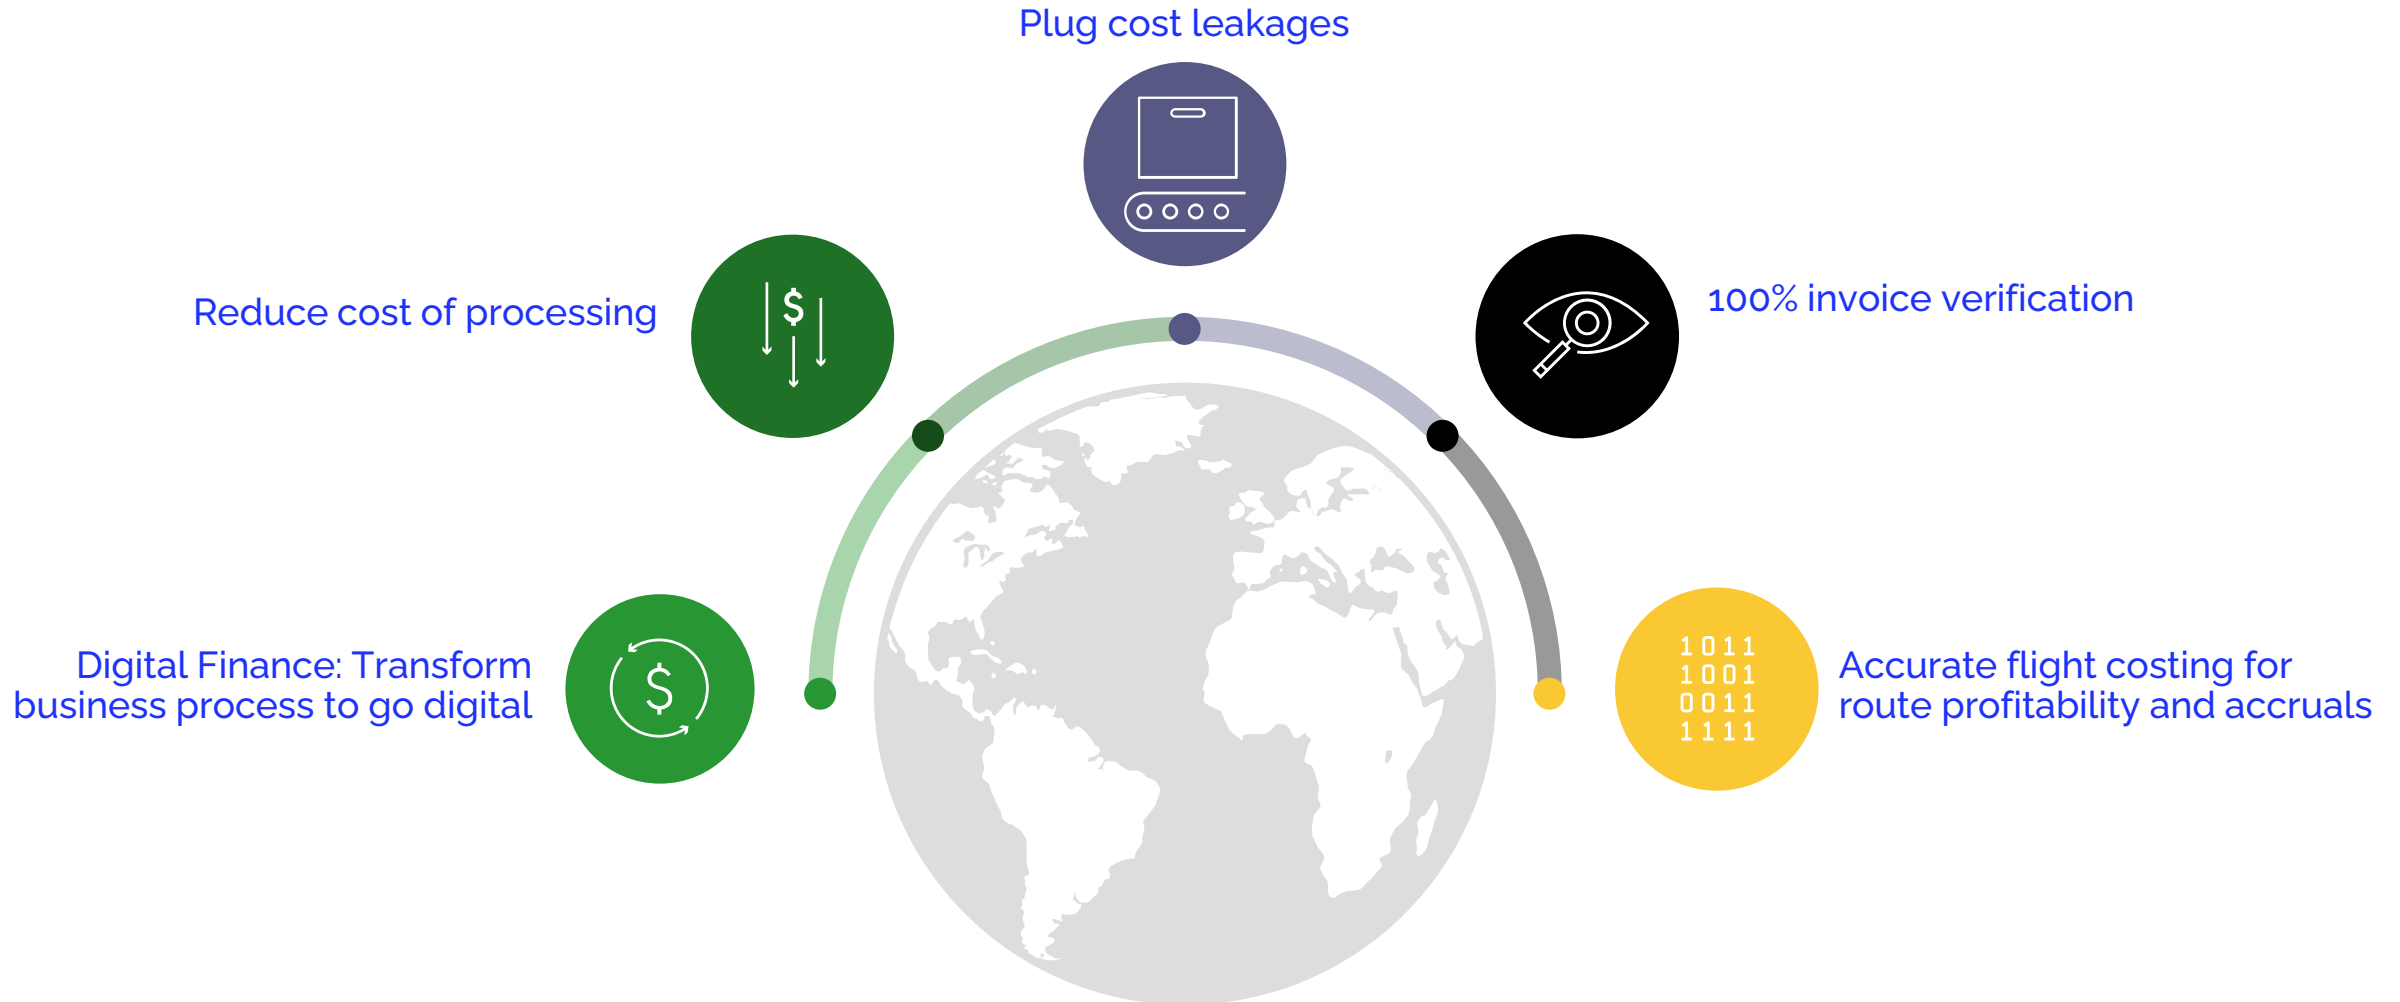 Plug cost leakages
Reduce cost of processing
$
100% invoice verification
Digital Finance: Transform
business process to go digital
$
1 0 1 1
1 0 0 1
0 0 1 1
1 1 1 1
Accurate flight costing for
route profitability and accruals